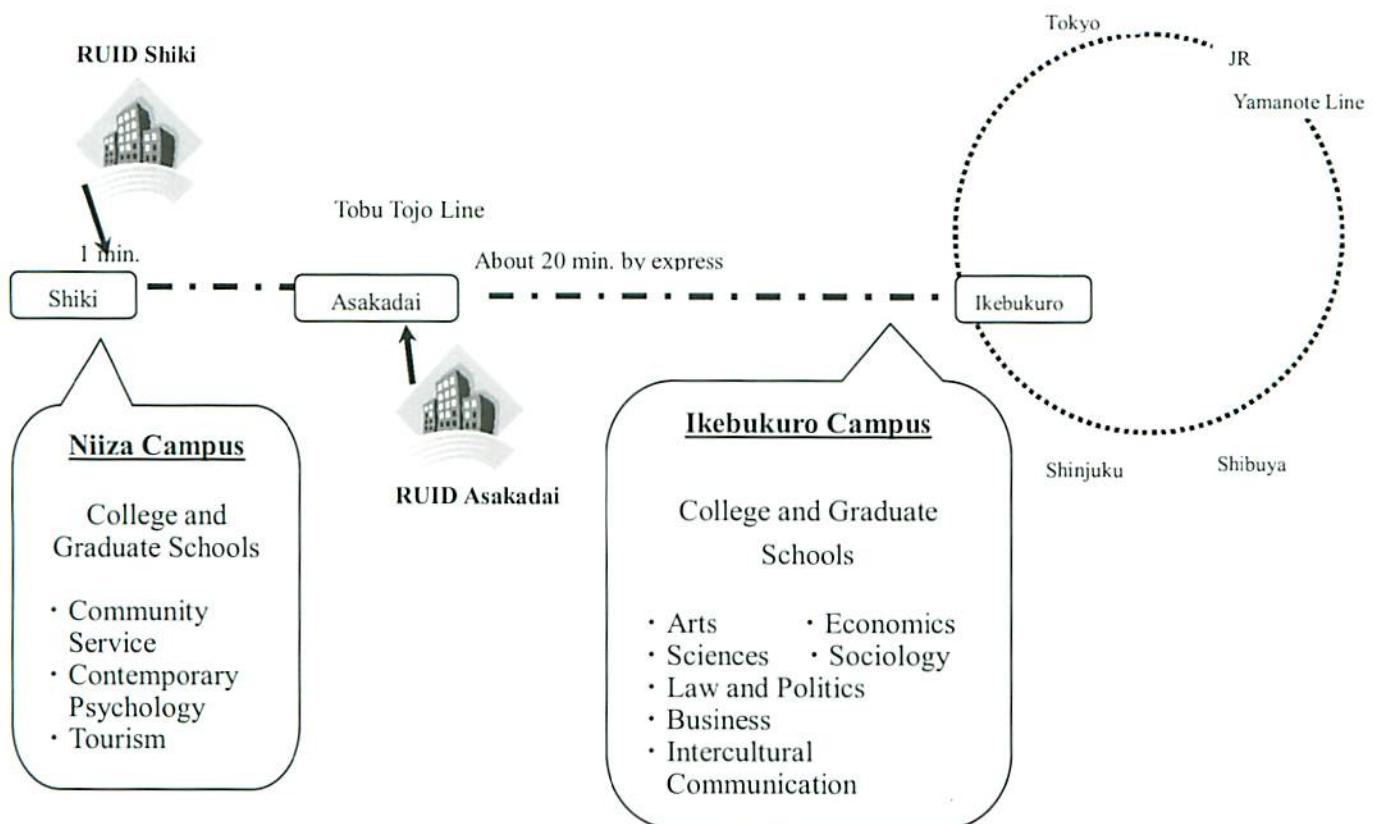 Tokyo
RUID Shiki
JR
Yamanote Line
Tobu Tojo Line
1 min.
About 20 min. by express
Shiki
Asakadai
Ikebukuro
RUID Asakadai
Shinjuku
Shibuya
Niiza Campus
College and
Graduate Schools
・Community
Service
・Contemporary
Psychology
・Tourism
Ikebukuro Campus
College and Graduate
Schools
・Arts ・Economics
・Sciences ・Sociology
・Law and Politics
・Business
・Intercultural
Communication